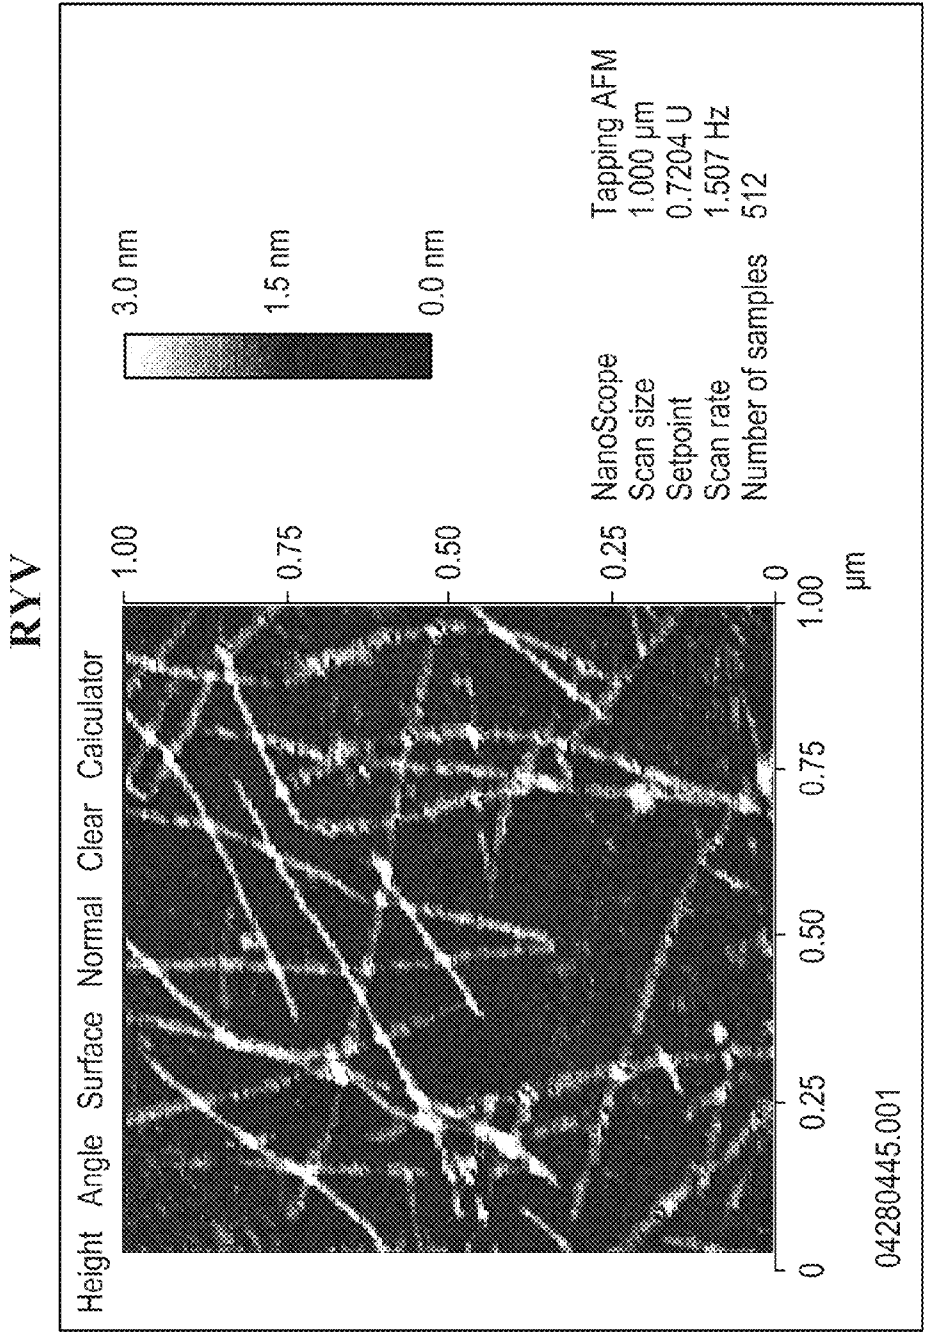 RYV
Height Angle Surface Normal Clear Calculator
3.0 nm
1.5 nm
0.0 nm
1.00
0.75
0.50
0.25
0
0 0.25 0.50 0.75 1.00
µm
NanoScope Tapping AFM
Scan size 1.000 µm
Setpoint 0.7204 U
Scan rate 1.507 Hz
Number of samples 512
04280445.001